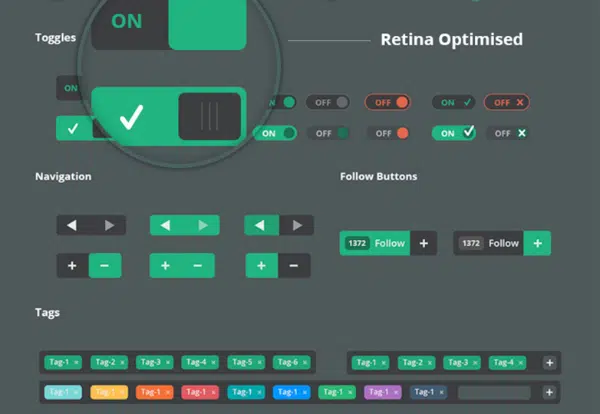 ON
Toggles
Retina Optimised
ON
N OFF OFF ON OFF
ON OFF OFF ON OFF
Navigation
Follow Buttons
1372 Follow +
1372 Follow +
+ − + − + −
Tags
Tag-1 × Tag-2 × Tag-3 × Tag-4 × Tag-5 × Tag-6 ×
Tag-1 × Tag-2 × Tag-3 × Tag-4 × +
Tag-1 × Tag-1 × Tag-1 × Tag-1 × Tag-1 × Tag-1 × Tag-1 × Tag-1 × Tag-1 × +